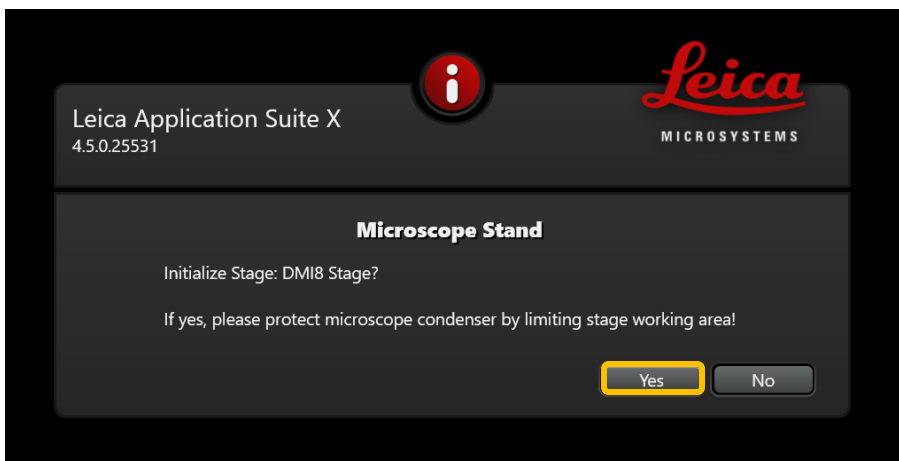 Leica
MICROSYSTEMS
Leica Application Suite X
4.5.0.25531
Microscope Stand
Initialize Stage: DMI8 Stage?
If yes, please protect microscope condenser by limiting stage working area!
Yes
No